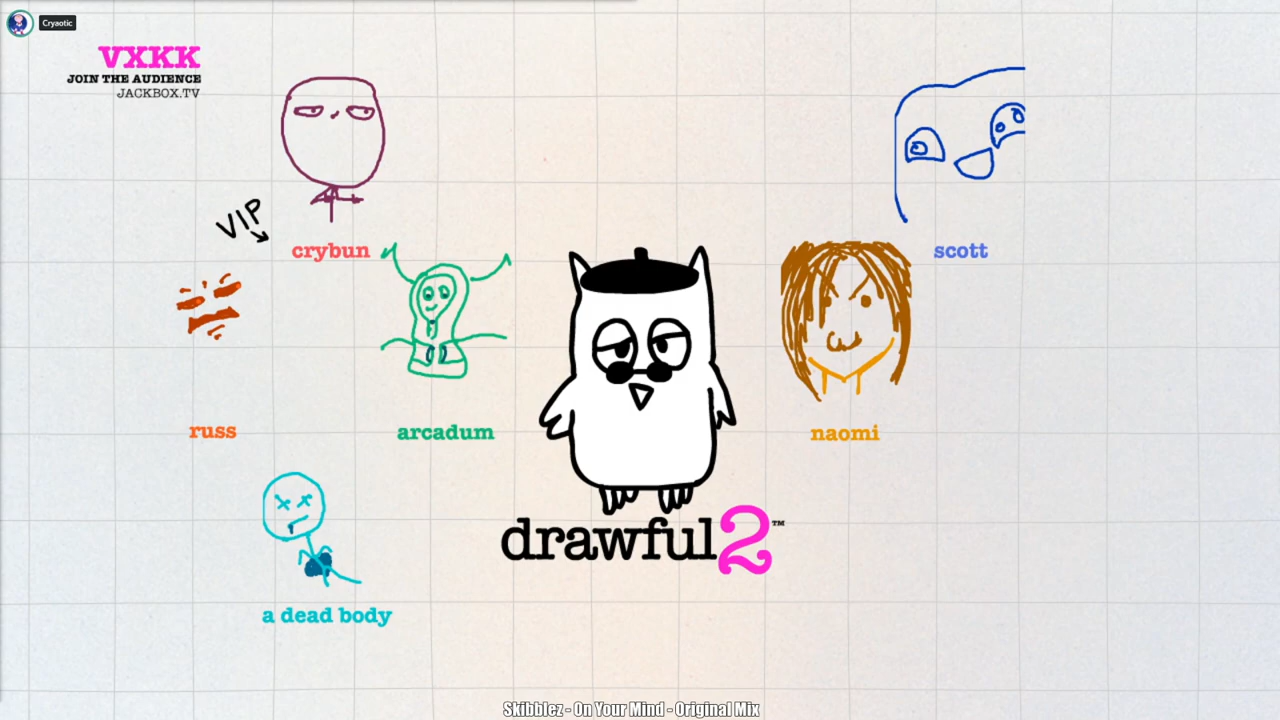 Cryaotic
VXKK
JOIN THE AUDIENCE
JACKBOX.TV
VIP
crybun
scott
russ
arcadum
naomi
drawful2™
a dead body
Skibblez - On Your Mind - Original Mix